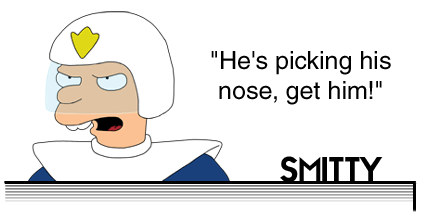 "He's picking his
nose, get him!"
SMITTY